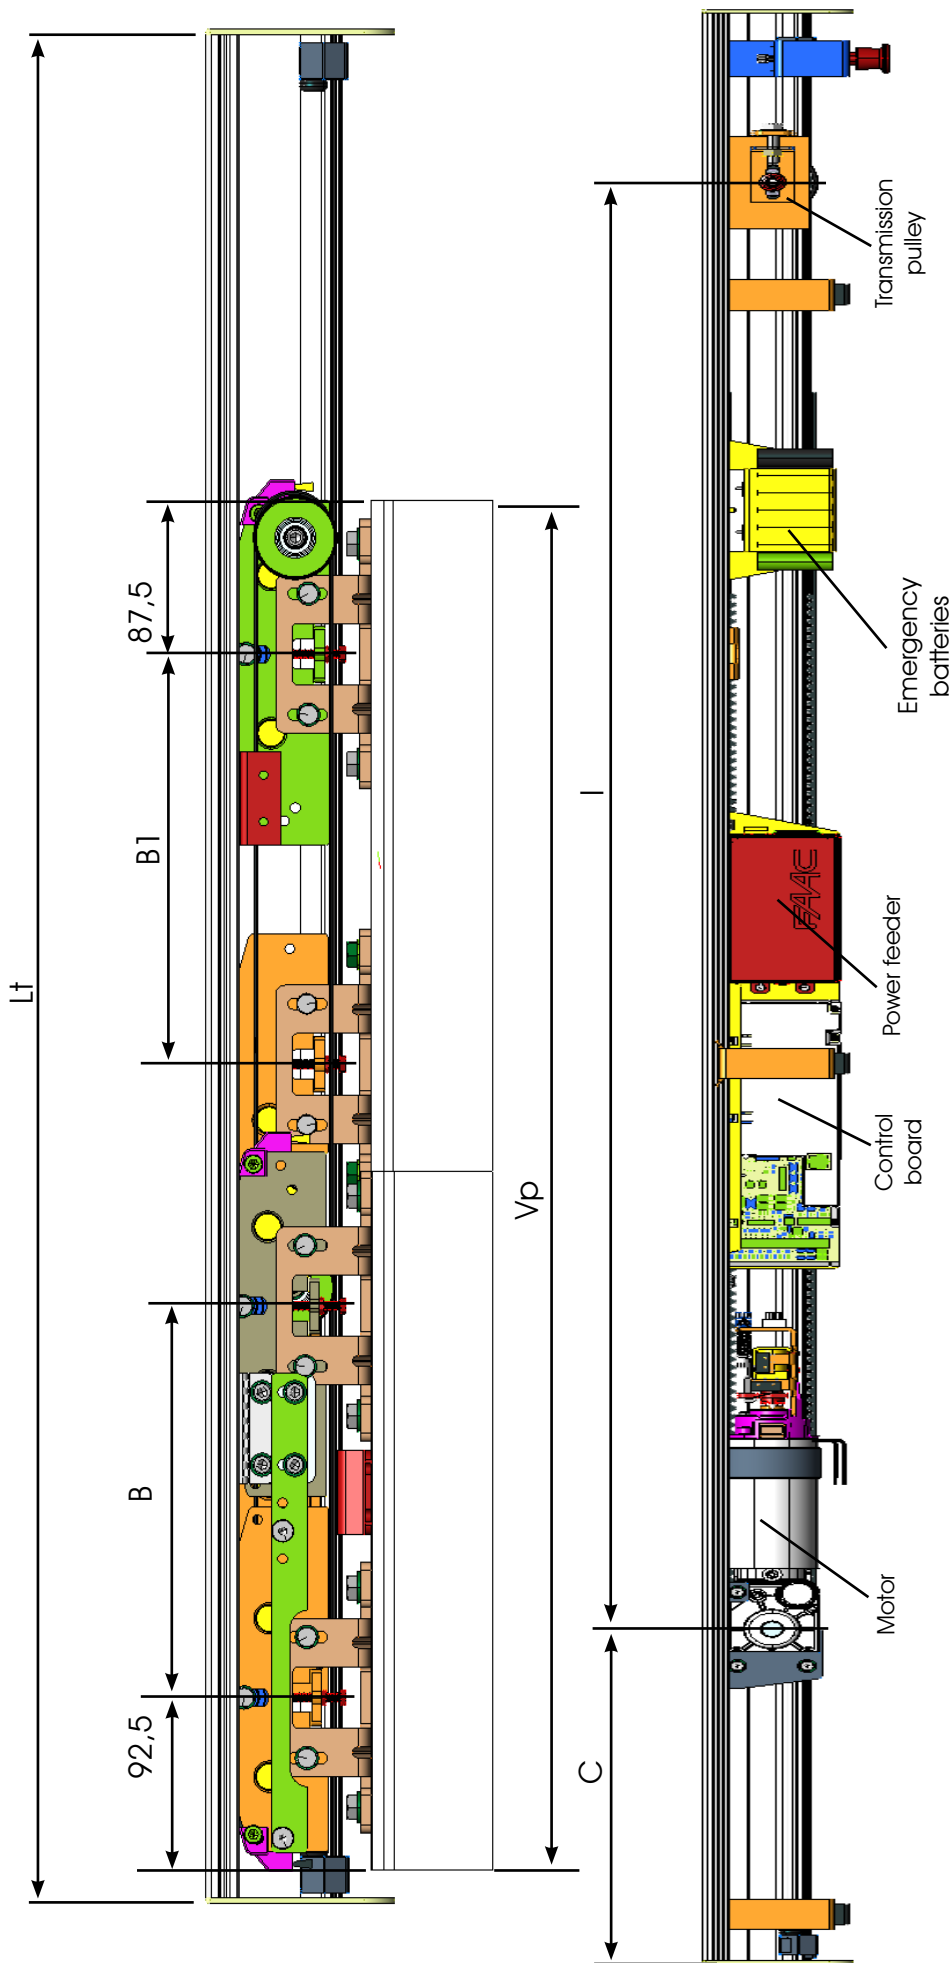 Lt
87,5
B1
B
92,5
Vp
I
C
Transmission
pulley
Emergency
batteries
FAAC
Power feeder
Control
board
Motor